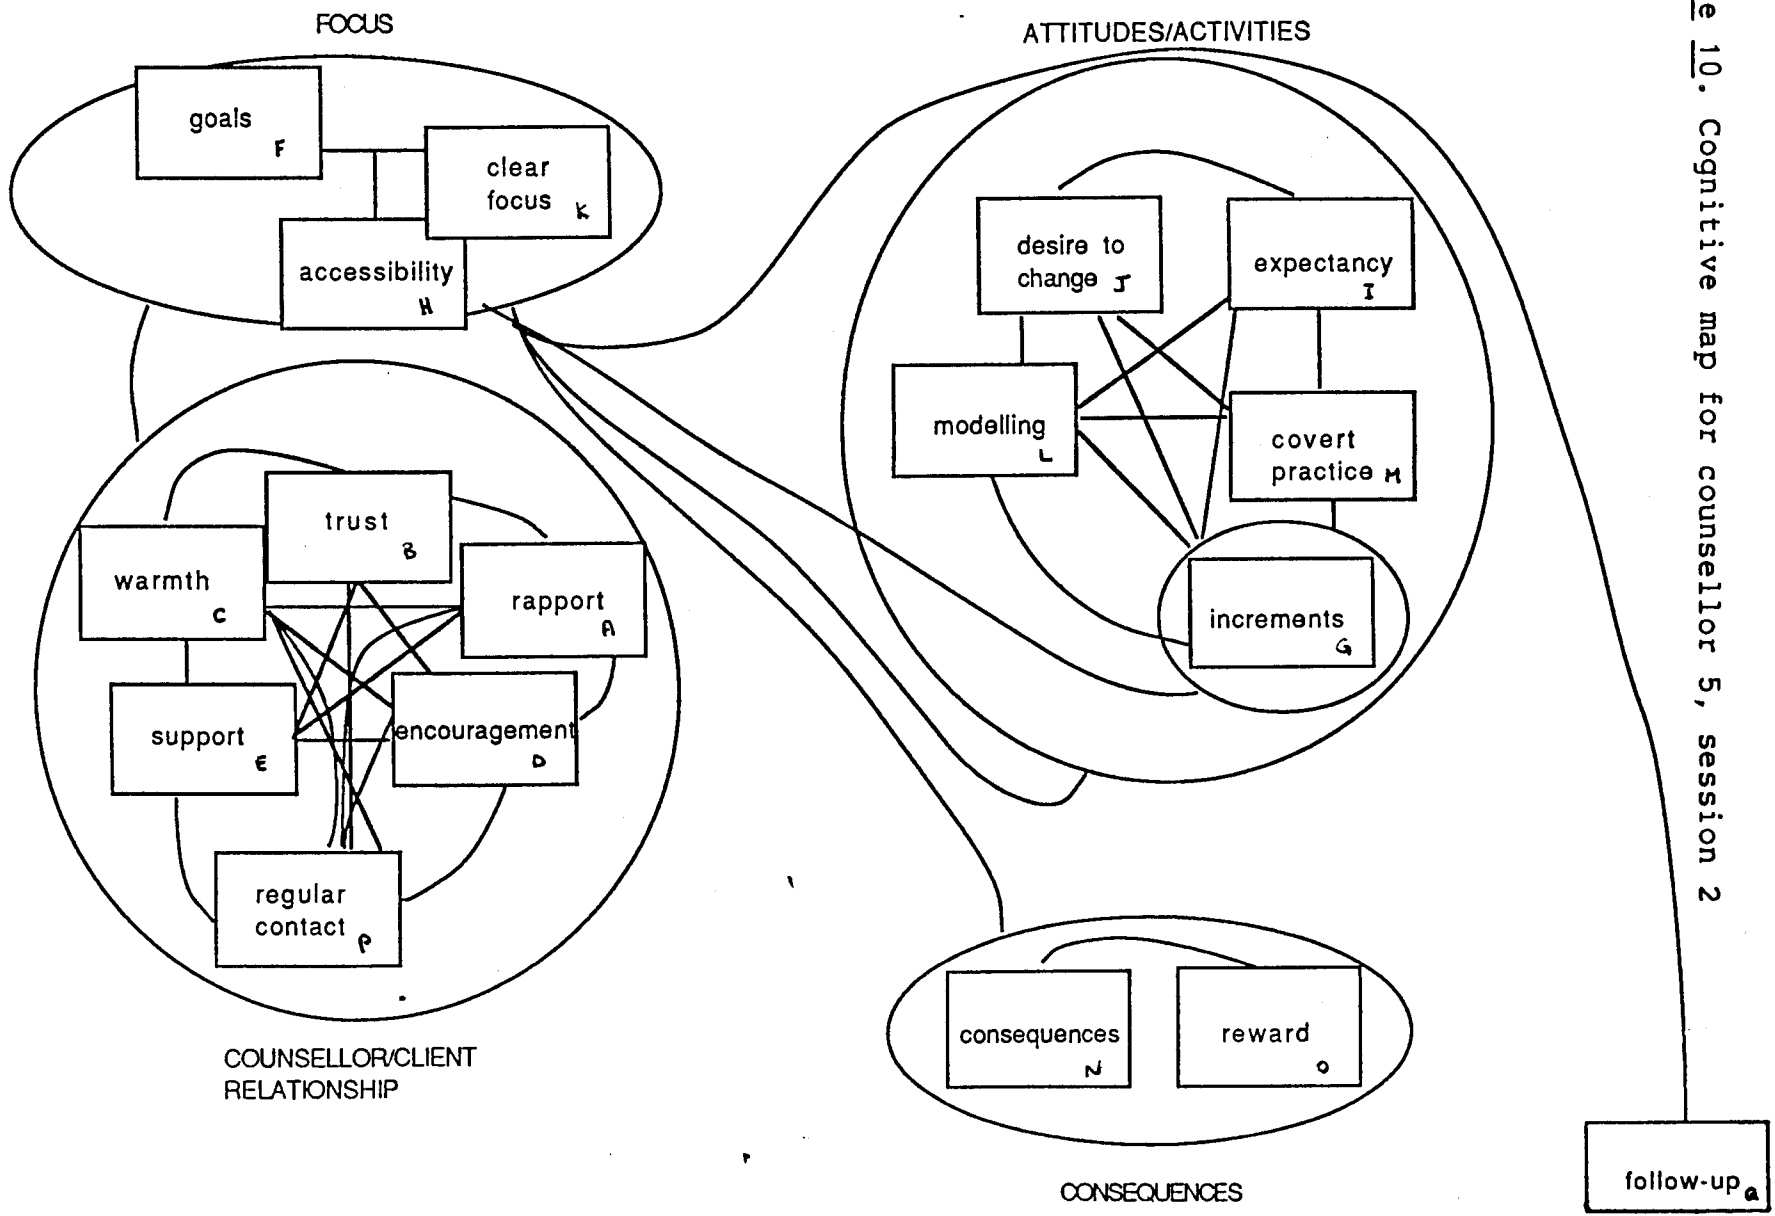 FOCUS
goals
F
clear
focus K
accessibility
H
ATTITUDES/ACTIVITIES
desire to
change J
expectancy
I
modelling
L
covert
practice M
increments
G
trust
B
warmth
C
rapport
A
support
E
encouragement
D
regular
contact P
COUNSELLOR/CLIENT
RELATIONSHIP
consequences
N
reward
O
CONSEQUENCES
follow-up Q
e 10. Cognitive map for counsellor 5, session 2